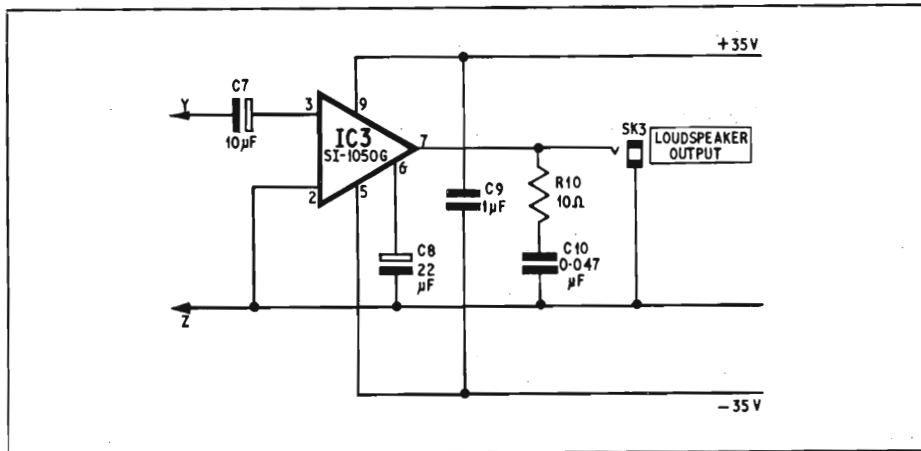 +35V
C7
Y
10µF
3
9
IC3
SI-1050G
7
6
2
5
SK3
LOUDSPEAKER
OUTPUT
R10
10Ω
C9
1µF
C8
22
µF
C10
0·047
µF
Z
−35V